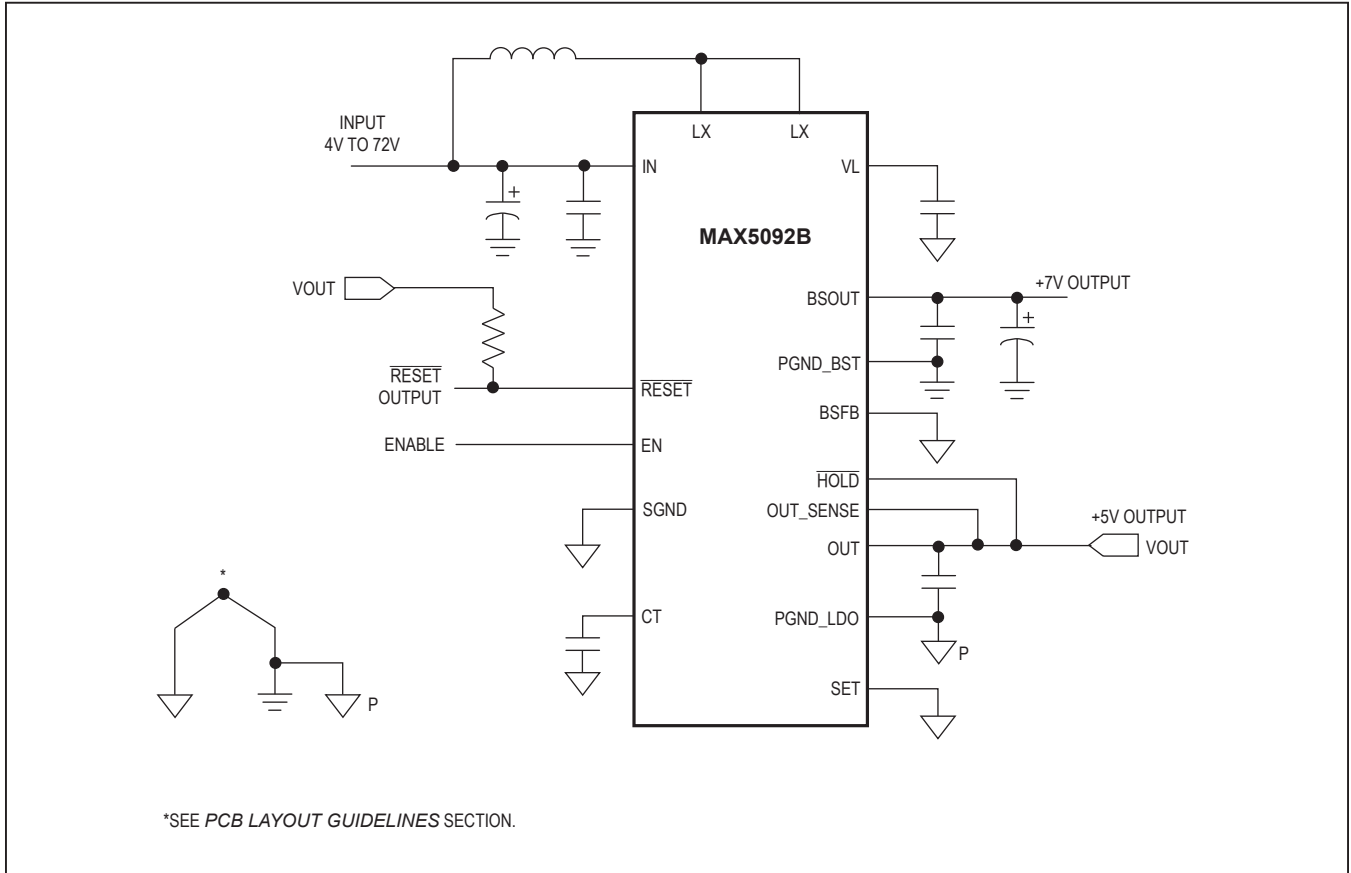 LX
LX
INPUT
4V TO 72V
IN
VL
MAX5092B
+
VOUT
BSOUT
+7V OUTPUT
+
PGND_BST
RESET
OUTPUT
RESET
BSFB
ENABLE
EN
HOLD
SGND
OUT_SENSE
+5V OUTPUT
OUT
VOUT
*
CT
PGND_LDO
P
SET
P
*SEE PCB LAYOUT GUIDELINES SECTION.